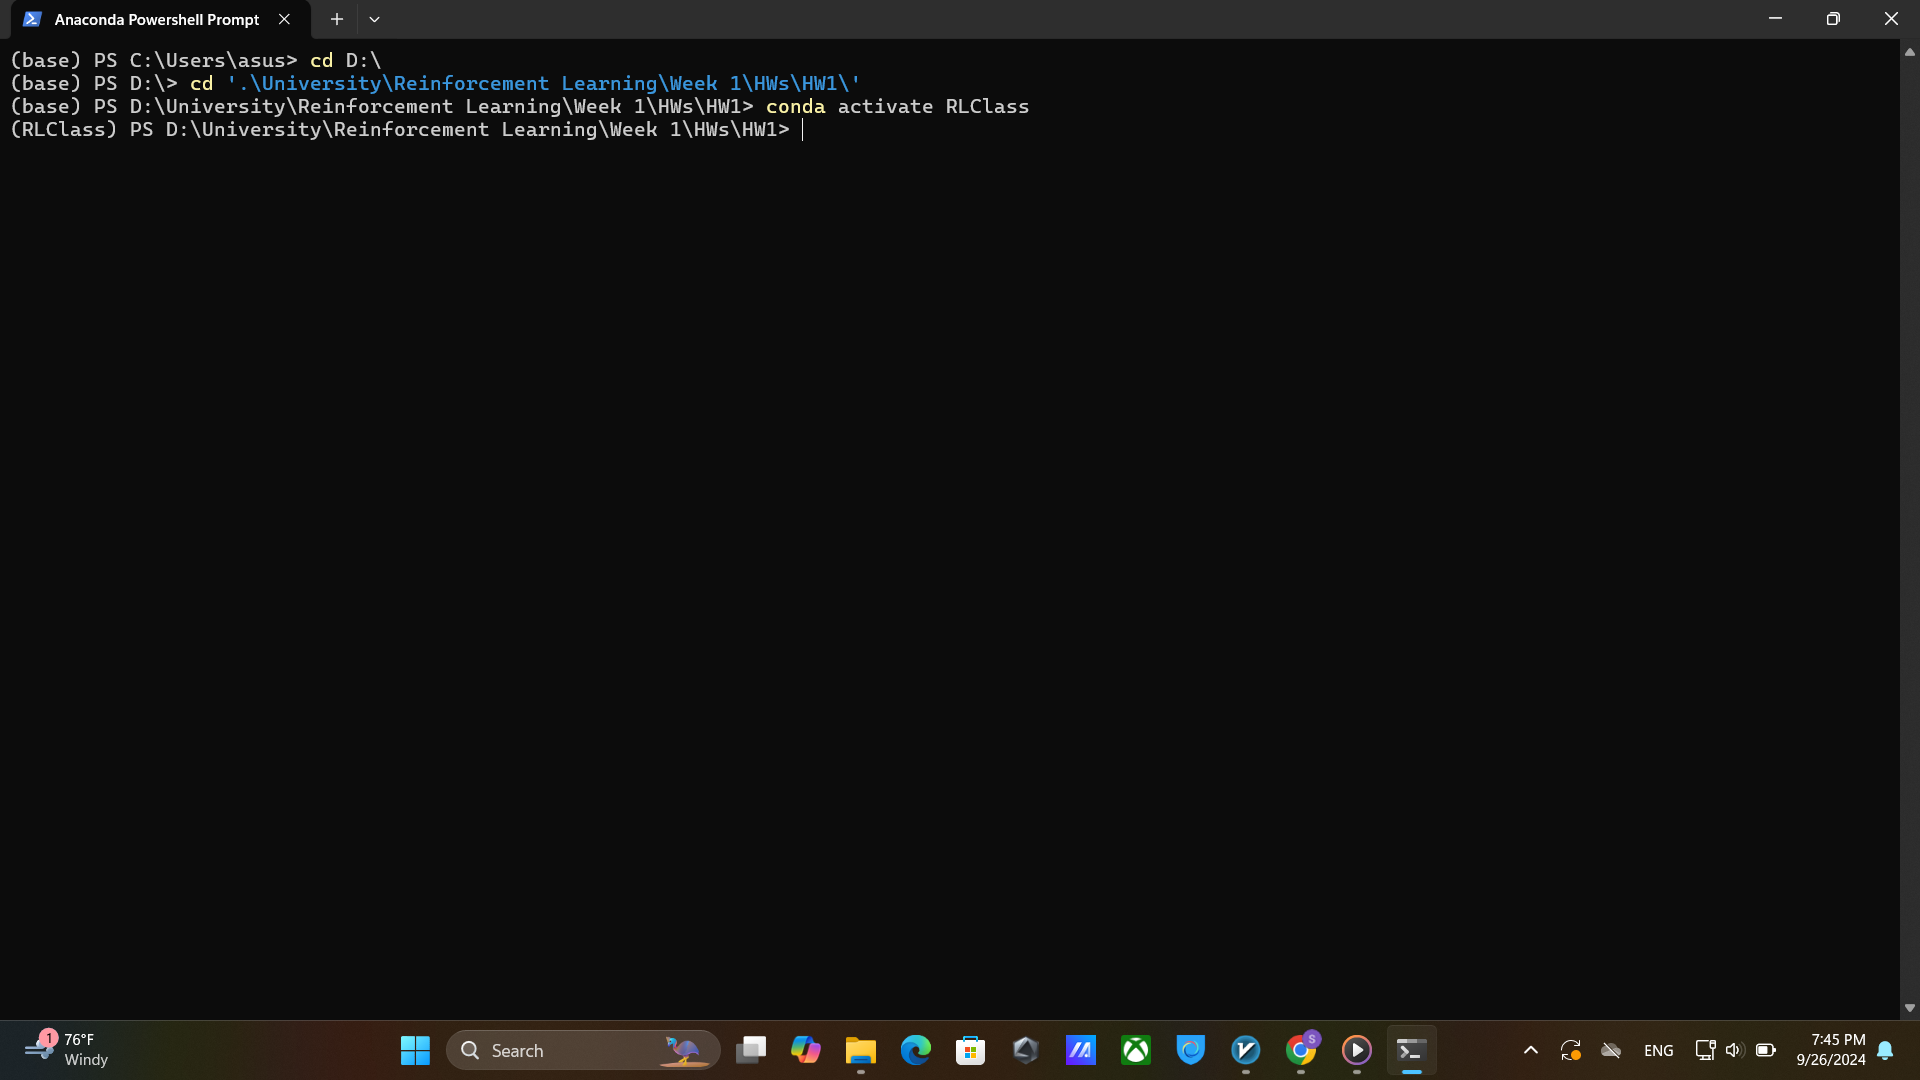 Anaconda Powershell Prompt
(base) PS C:\Users\asus> cd D:\
(base) PS D:\> cd '.\University\Reinforcement Learning\Week 1\HWs\HW1\'
(base) PS D:\University\Reinforcement Learning\Week 1\HWs\HW1> conda activate RLClass
(RLClass) PS D:\University\Reinforcement Learning\Week 1\HWs\HW1>
1
76°F
Windy
Search
S
ENG
7:45 PM
9/26/2024